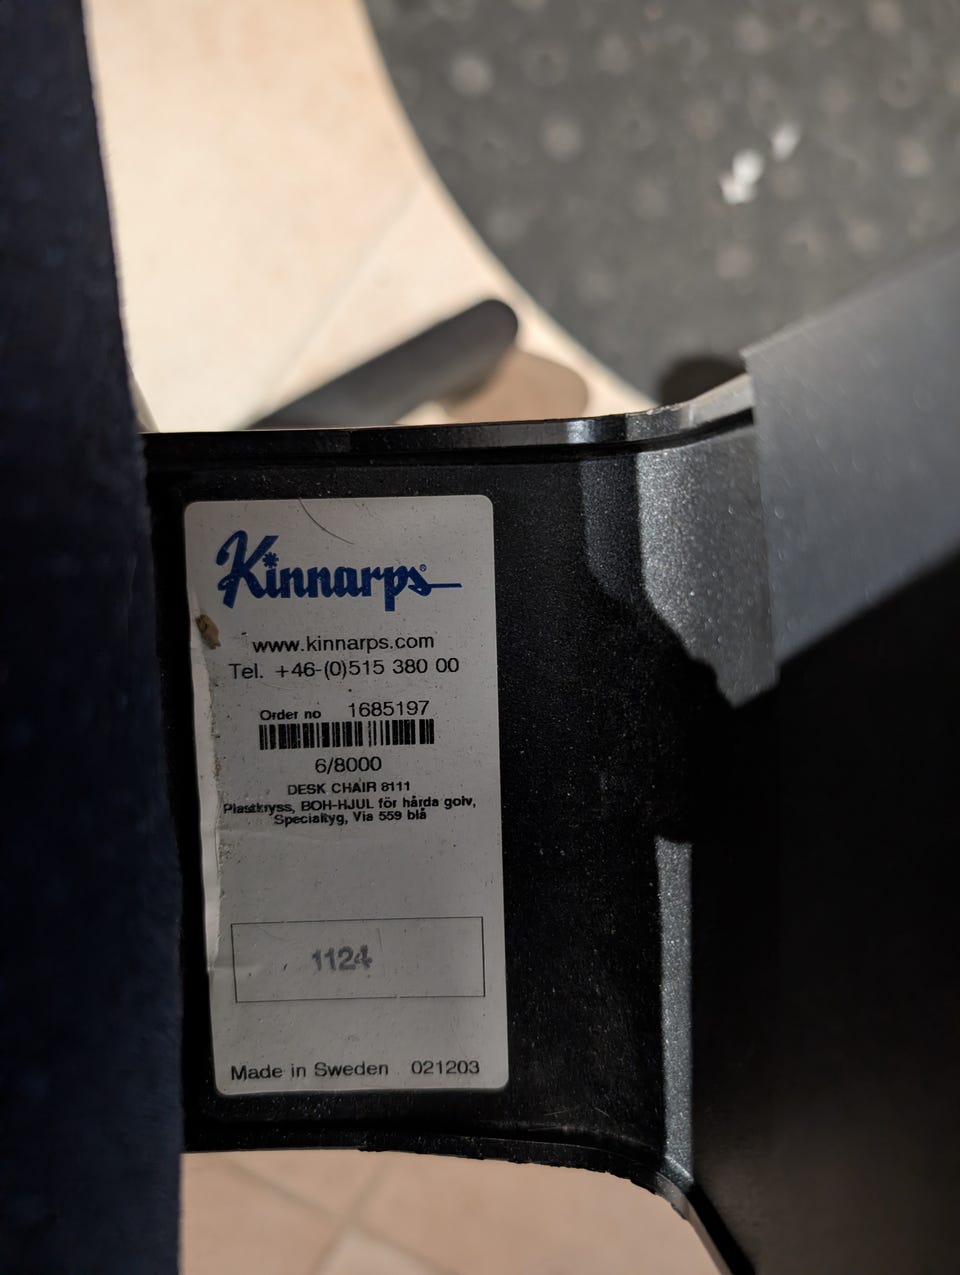 Kinnarps®
www.kinnarps.com
Tel. +46-(0)515 380 00
Order no 1685197
6/8000
DESK CHAIR 8111
Plastkryss, BOH-HJUL för hårda golv,
Specialtyg, Via 559 blå
1124
Made in Sweden 021203